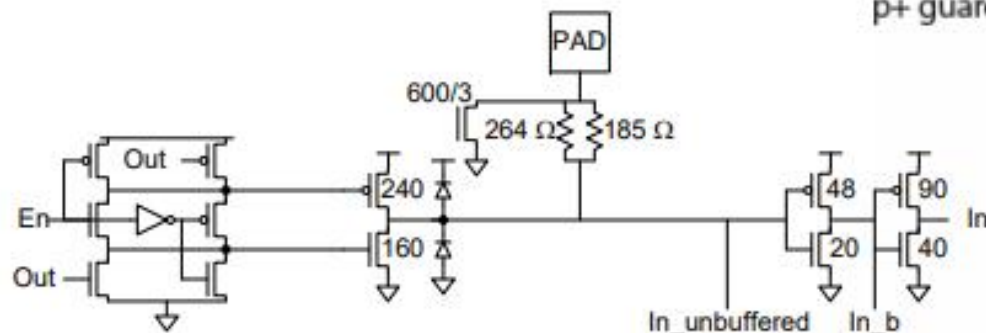 p+ guar
PAD
600/3
264 Ω
185 Ω
Out
240
48
90
En
In
160
20
40
Out
In_unbuffered
In_b